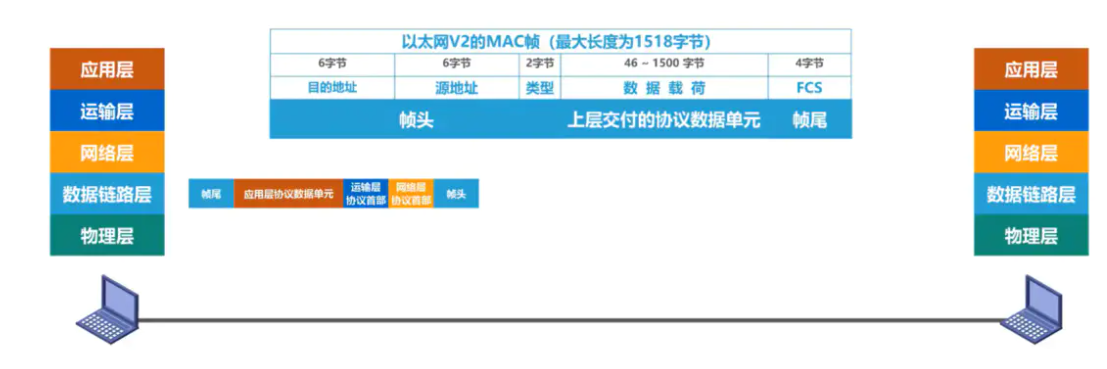 以太网V2的MAC帧（最大长度为1518字节）
6字节 6字节 2字节 46 ~ 1500 字节 4字节
目的地址 源地址 类型 数 据 载 荷 FCS
帧头 上层交付的协议数据单元 帧尾
应用层
运输层
网络层
数据链路层
物理层
帧尾 应用层协议数据单元 运输层 网络层 帧头
协议首部 协议首部
应用层
运输层
网络层
数据链路层
物理层